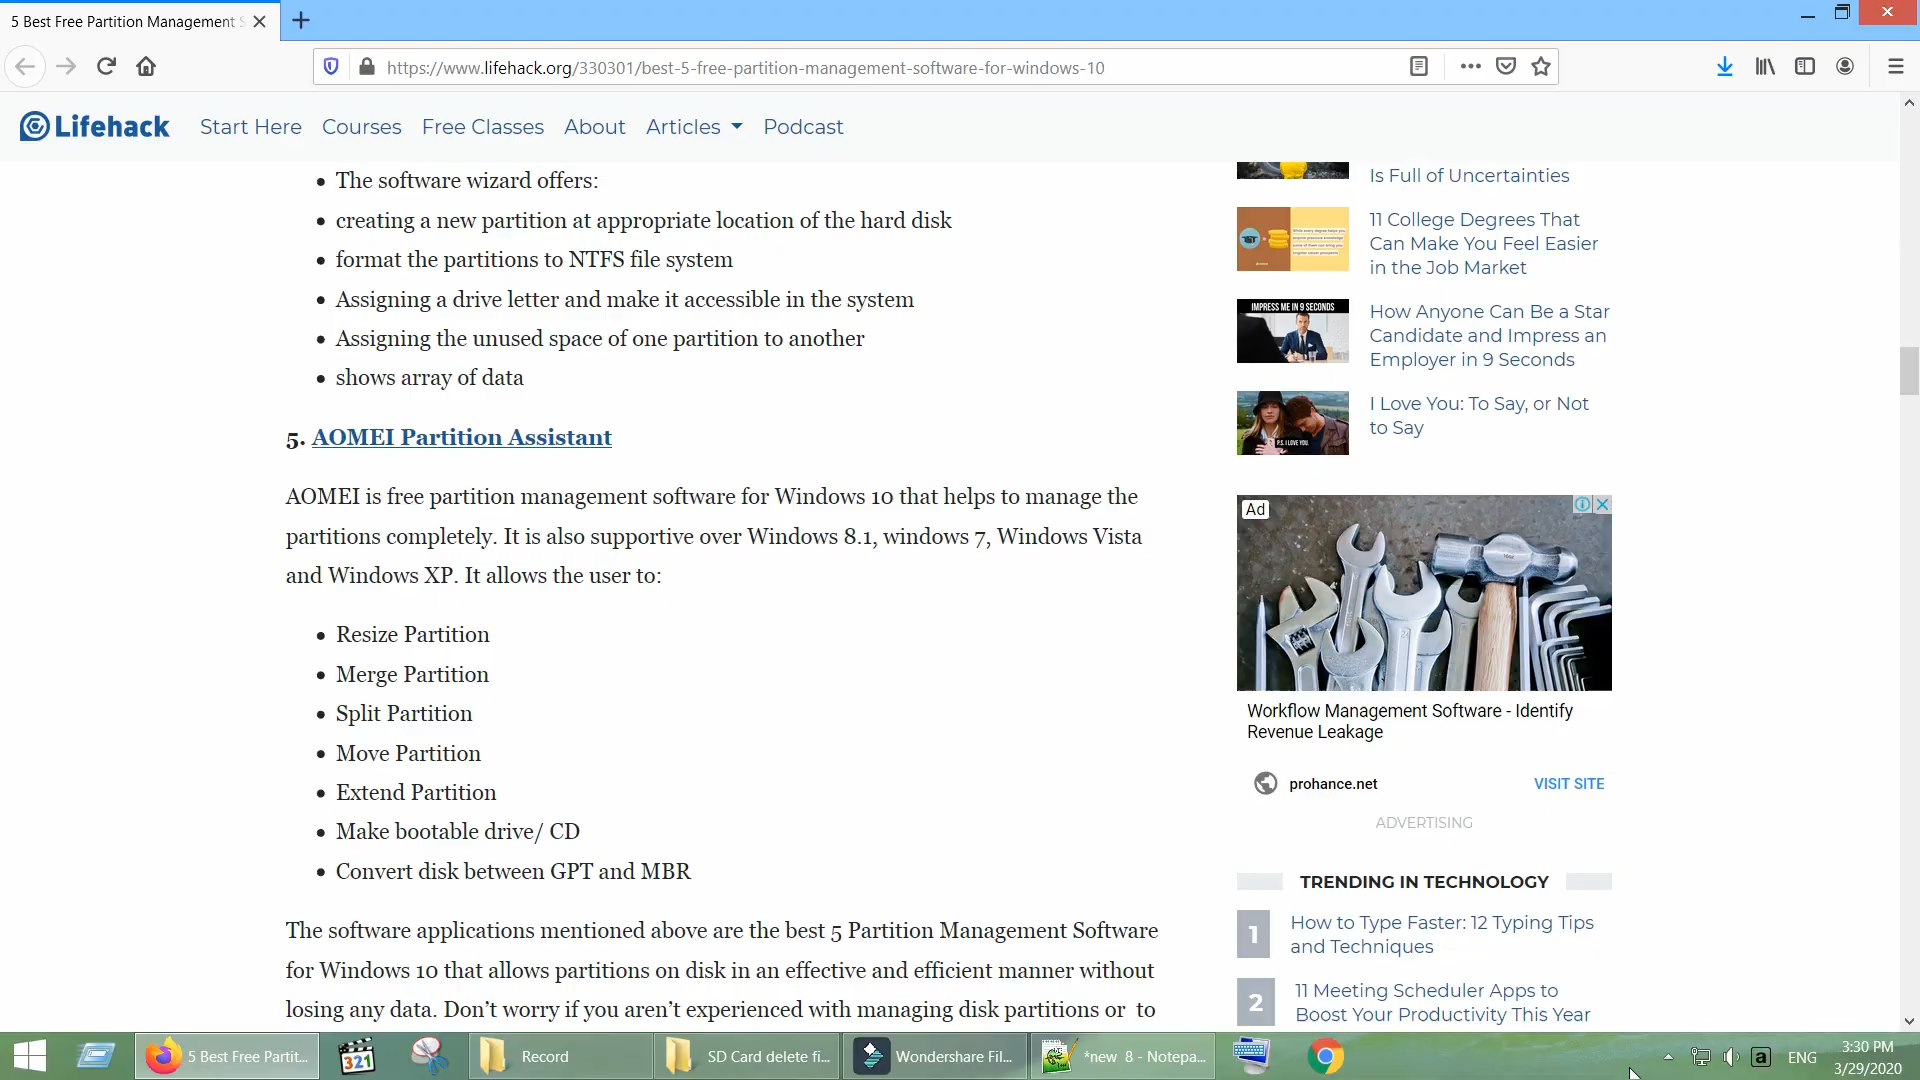 5 Best Free Partition Management S
https://www.lifehack.org/330301/best-5-free-partition-management-software-for-windows-10
Lifehack
Start Here
Courses
Free Classes
About
Articles
Podcast
The software wizard offers:
creating a new partition at appropriate location of the hard disk
format the partitions to NTFS file system
Assigning a drive letter and make it accessible in the system
Assigning the unused space of one partition to another
shows array of data
5. AOMEI Partition Assistant
AOMEI is free partition management software for Windows 10 that helps to manage the
partitions completely. It is also supportive over Windows 8.1, windows 7, Windows Vista
and Windows XP. It allows the user to:
Resize Partition
Merge Partition
Split Partition
Move Partition
Extend Partition
Make bootable drive/ CD
Convert disk between GPT and MBR
The software applications mentioned above are the best 5 Partition Management Software
for Windows 10 that allows partitions on disk in an effective and efficient manner without
losing any data. Don’t worry if you aren’t experienced with managing disk partitions or to
Is Full of Uncertainties
11 College Degrees That
Can Make You Feel Easier
in the Job Market
IMPRESS ME IN 9 SECONDS
How Anyone Can Be a Star
Candidate and Impress an
Employer in 9 Seconds
P.S. I LOVE YOU.
I Love You: To Say, or Not
to Say
Ad
Workflow Management Software - Identify
Revenue Leakage
prohance.net
VISIT SITE
ADVERTISING
TRENDING IN TECHNOLOGY
1
How to Type Faster: 12 Typing Tips
and Techniques
2
11 Meeting Scheduler Apps to
Boost Your Productivity This Year
5 Best Free Partit...
321
Record
SD Card delete fi...
Wondershare Fil...
*new 8 - Notepa...
a
ENG
3:30 PM
3/29/2020